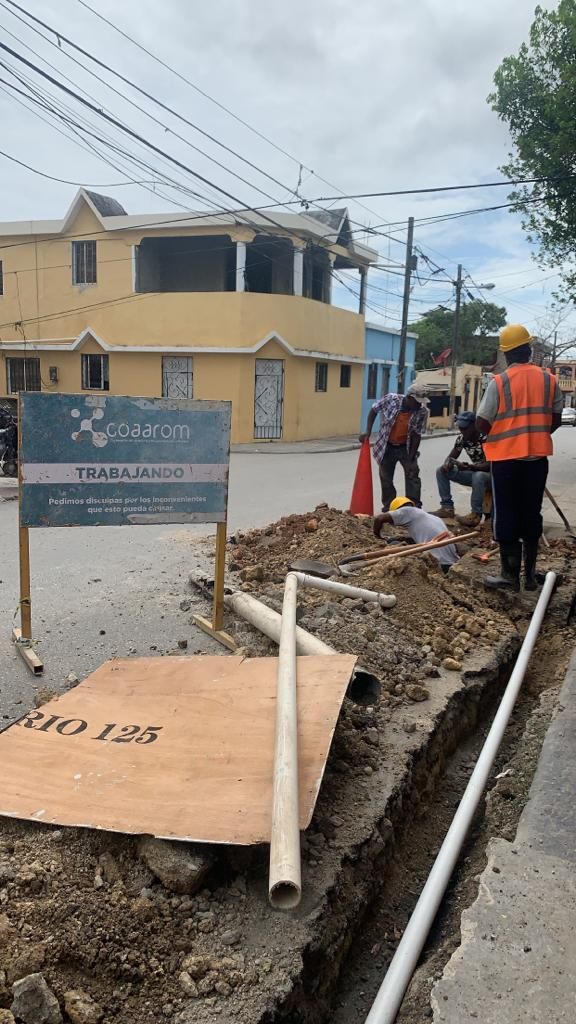 coaarom
TRABAJANDO
Pedimos disculpas por los inconvenientes
que esto pueda causar.
RIO 125